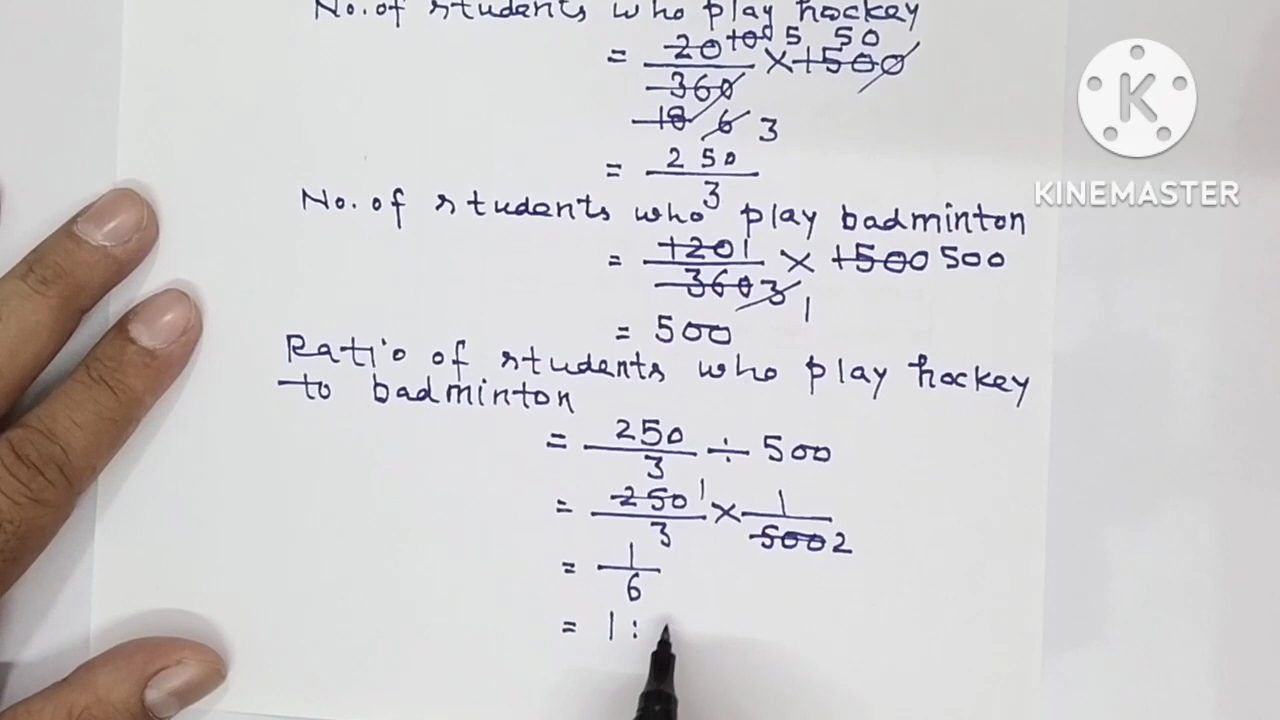 No. of students who play hockey
= 20 10 5 50
360 × 1500
18 6 3
= 250
3
No. of students who play badminton
= 120 1 × 1500 500
360 3 1
= 500
Ratio of students who play hockey
to badminton
= 250/3 ÷ 500
= 250 1/3 × 1/500 2
= 1/6
= 1 :
K
KINEMASTER